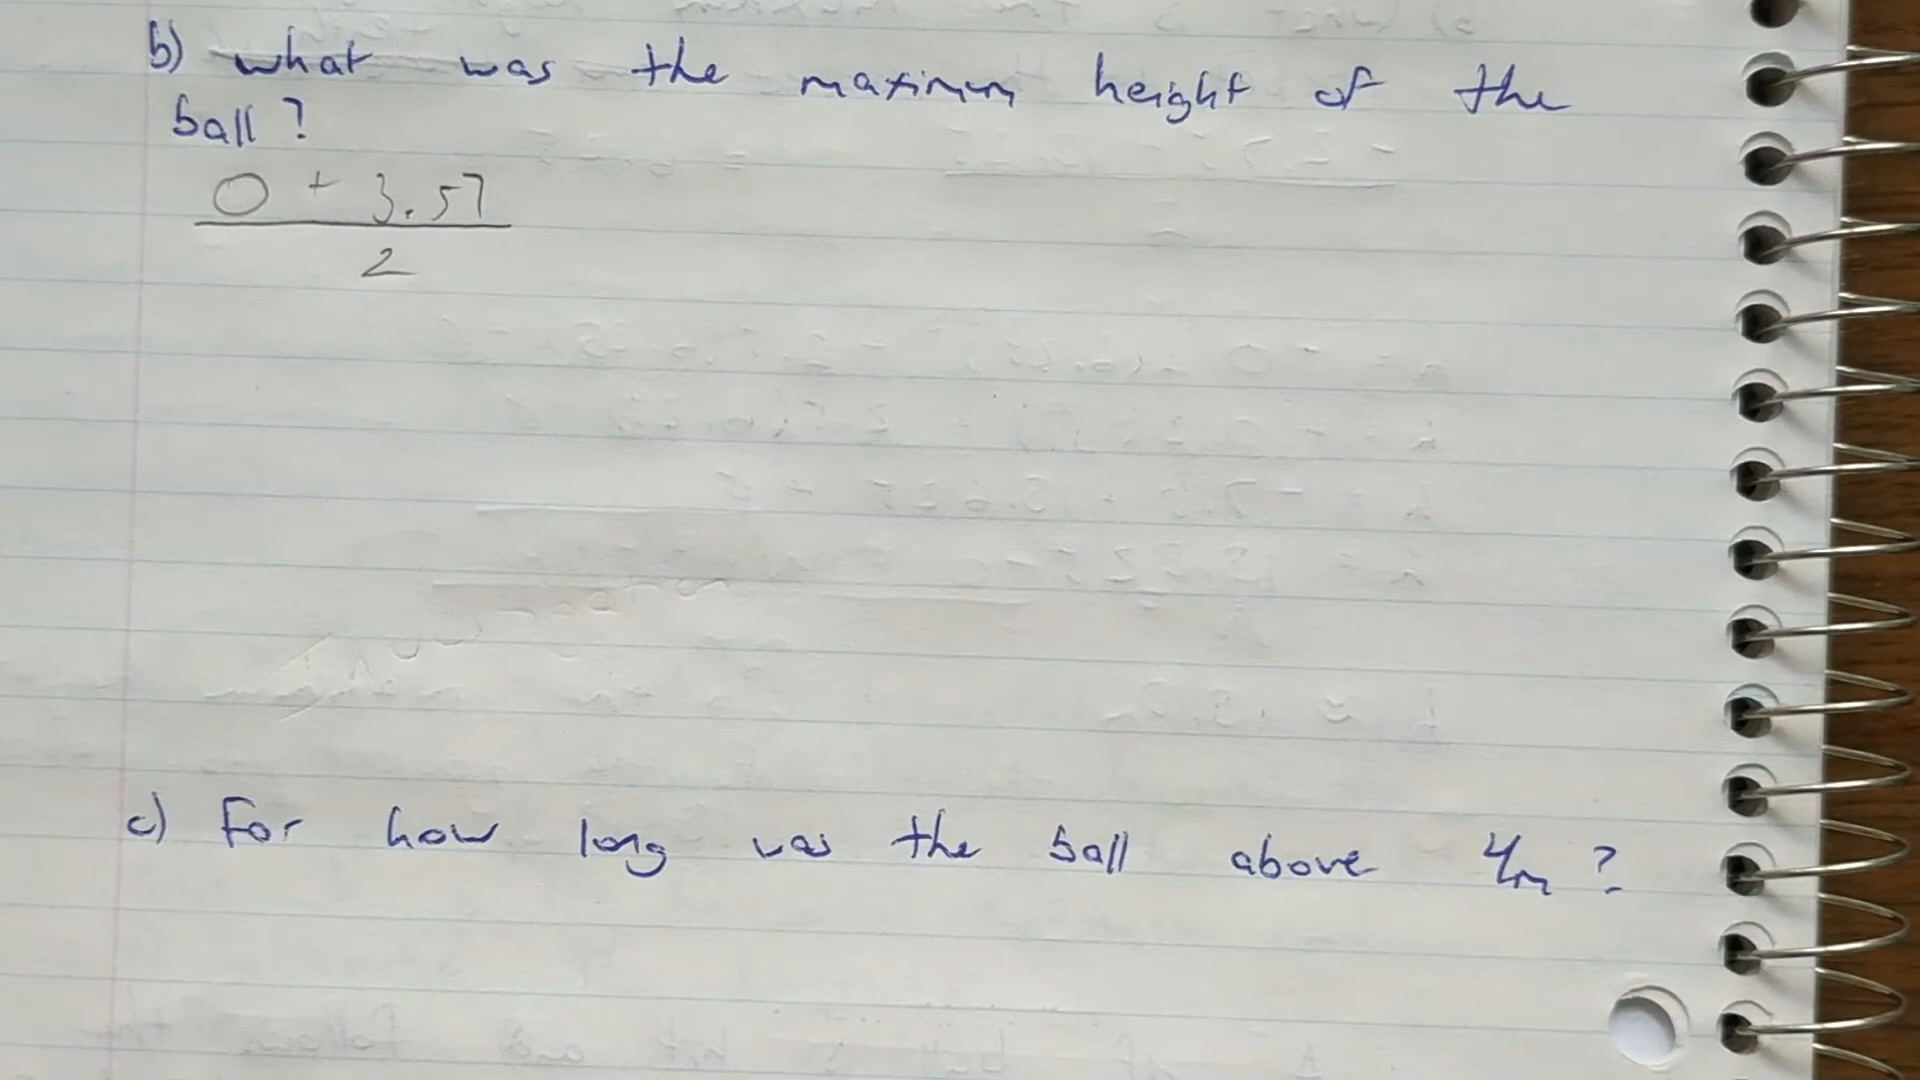 b) what was the maximum height of the
ball?
0 + 3.57
2
c) For how long was the ball above 4m?